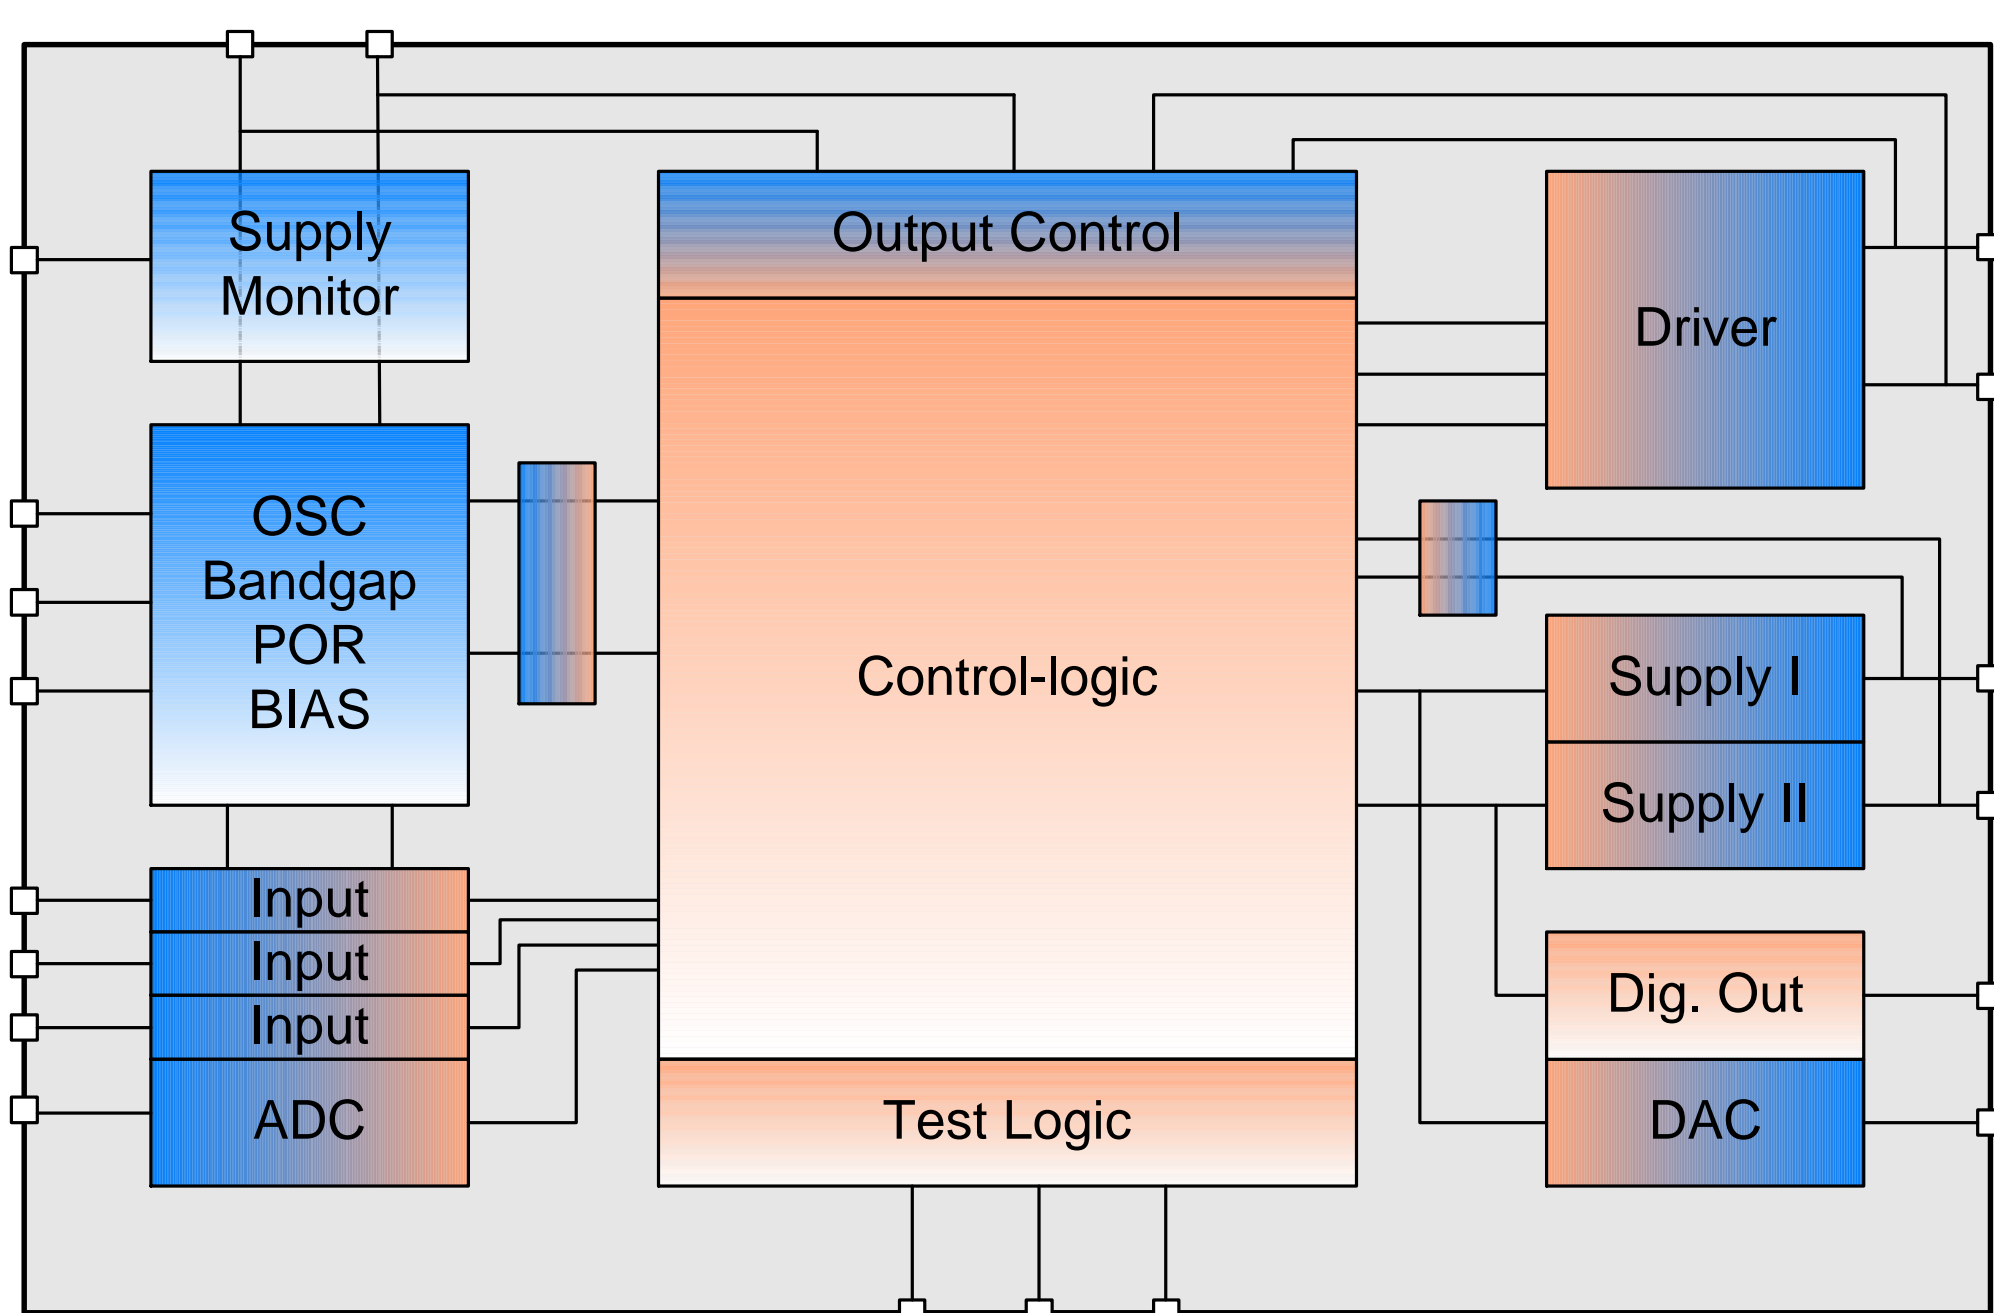 Supply
Monitor
Output Control
Driver
OSC
Bandgap
POR
BIAS
Control-logic
Supply I
Supply II
Input
Input
Input
ADC
Test Logic
Dig. Out
DAC